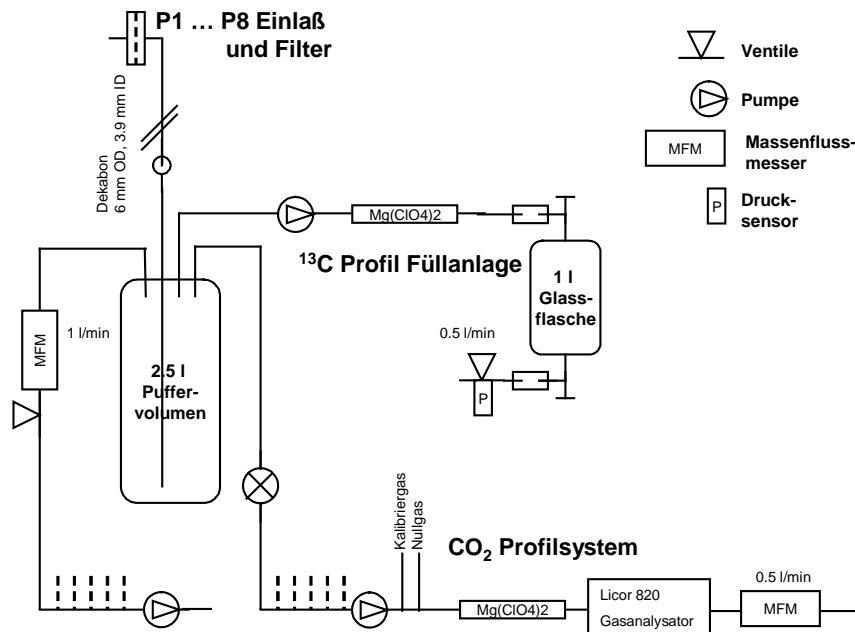 P1 … P8 Einlaß
und Filter
Dekabon
6 mm OD, 3.9 mm ID
Ventile
Pumpe
MFM
Massenfluss-
messer
P
Druck-
sensor
Mg(ClO4)2
¹³C Profil Füllanlage
1 l
Glass-
flasche
0.5 l/min
P
MFM
1 l/min
2.5 l
Puffer-
volumen
Kalibriergas
Nullgas
CO₂ Profilsystem
Mg(ClO4)2
Licor 820
Gasanalysator
0.5 l/min
MFM